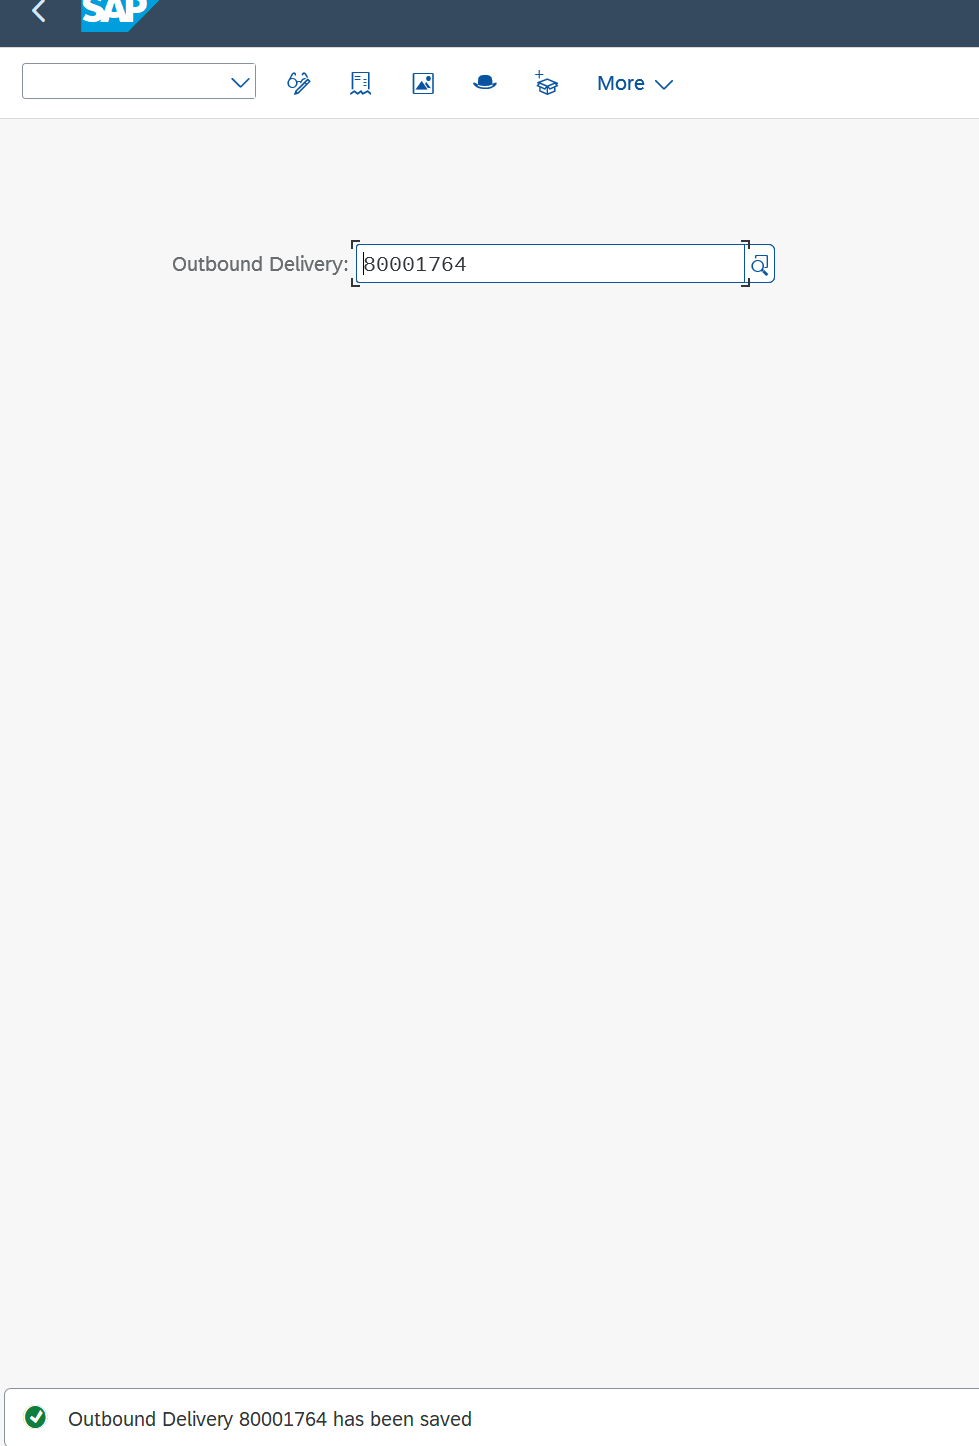 SAP
More
Outbound Delivery: 80001764
Outbound Delivery 80001764 has been saved